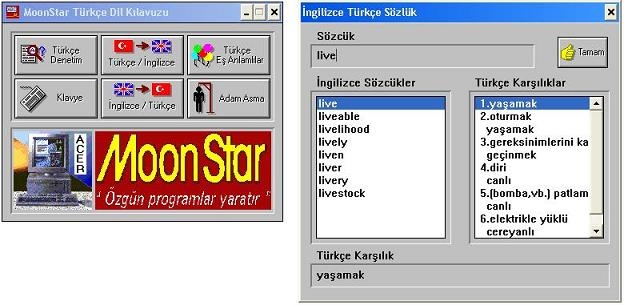 MoonStar Türkçe Dil Kılavuzu
Türkçe
Denetim
Türkçe / İngilizce
Türkçe
Eş Anlamlılar
Klavye
İngilizce / Türkçe
Adam Asma
ACER
Moon Star
" Özgün programlar yaratır "
İngilizce Türkçe Sözlük
Sözcük
live
Tamam
İngilizce Sözcükler
live
liveable
livelihood
lively
liven
liver
livery
livestock
Türkçe Karşılıklar
1.yaşamak
2.oturmak
yaşamak
3.gereksinimlerini ka
geçinmek
4.diri
canlı
5.(bomba,vb.) patlam
canlı
6.elektrikle yüklü
cereyanlı
Türkçe Karşılık
yaşamak